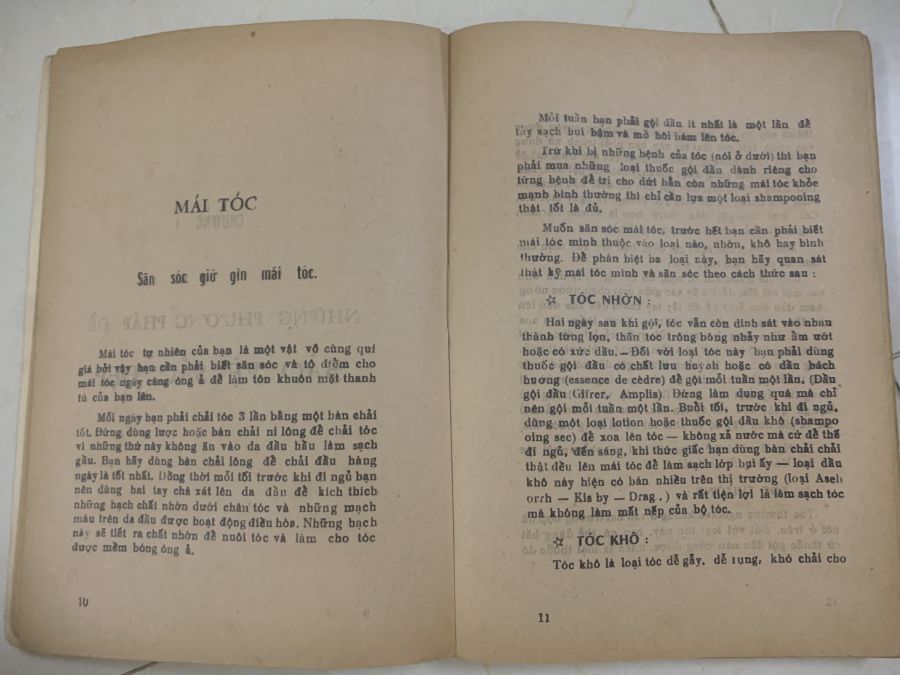 MÁI TÓC
Săn sóc giữ gìn mái tóc.
Mái tóc tự nhiên của bạn là một vật vô cùng quí
giá bởi vậy bạn cần phải biết săn sóc và tô điểm cho
mái tóc ngày càng óng ả để làm tôn khuôn mặt thanh
tú của bạn lên.
Mỗi ngày bạn phải chải tóc 3 lần bằng một bàn chải
tốt. Đừng dùng lược hoặc bàn chải ni lông để chải tóc
vì những thứ này không ăn vào da đầu hầu làm sạch
gầu. Bạn hãy dùng bàn chải lông để chải đầu hàng
ngày là tốt nhất. Đồng thời mỗi tối trước khi đi ngủ bạn
nên dùng hai tay chà xát lên da đầu để kích thích
những bạch chất nhờn dưới chân tóc và những mạch
máu trên da đầu được hoạt động điều hòa. Những bạch
này sẽ tiết ra chất nhờn để nuôi tóc và làm cho tóc
được mềm bóng óng ả.
10
Mỗi tuần bạn phải gội đầu ít nhất là một lần để
tẩy sạch bụi bậm và mồ hôi bám lên tóc.
Trừ khi bị những bệnh của tóc (nói ở dưới) thì bạn
phải mua những loại thuốc gội đầu dành riêng cho
từng bệnh để trị cho dứt hẳn còn những mái tóc khỏe
mạnh bình thường thì chỉ cần lựa một loại shampooing
thật tốt là đủ.
Muốn săn sóc mái tóc, trước hết bạn cần phải biết
mái tóc mình thuộc vào loại nào, nhờn, khô hay bình
thường. Để phân biệt ba loại này, bạn hãy quan sát
thật kỹ mái tóc mình và săn sóc theo cách thức sau :
☆ TÓC NHỜN :
Hai ngày sau khi gội, tóc vẫn còn dính sát vào nhau
thành từng lọn, thần tóc trông bóng nhảy như ẩm ướt
hoặc có xức dầu. — Đối với loại tóc này bạn phải dùng
thuốc gội đầu có chất lưu huỳnh hoặc có dầu bách
hương (essence de cèdre) để gội mỗi tuần một lần. (Dầu
gội đầu Gifrer, Amplis) Đừng làm dụng quá mà chỉ
nên gội mỗi tuần một lần. Buổi tối, trước khi đi ngủ,
dùng một loại lotion hoặc thuốc gội đầu khô (shampo
oing sec) để xoa lên tóc — không xả nước mà cứ để thế
đi ngủ, đến sáng, khi thức giấc bạn dùng bàn chải chải
thật đều lên mái tóc để làm sạch lớp bụi ấy — loại dầu
khô này hiện có bán nhiều trên thị trường (loại Aseb
orrh — Kis by — Drag . ) và rất tiện lợi là làm sạch tóc
mà không làm mất nếp của bộ tóc.
☆ TÓC KHÔ :
Tóc khô là loại tóc dễ gẫy, dễ rụng, khó chải cho
11